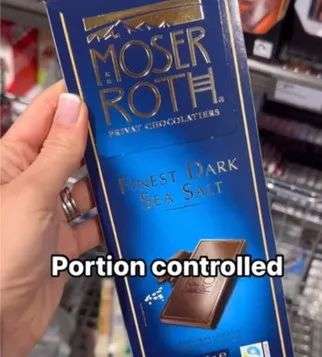 MOSER
ROTH
PRIVAT CHOCOLATIERS
FINEST DARK
SEA SALT
Portion controlled